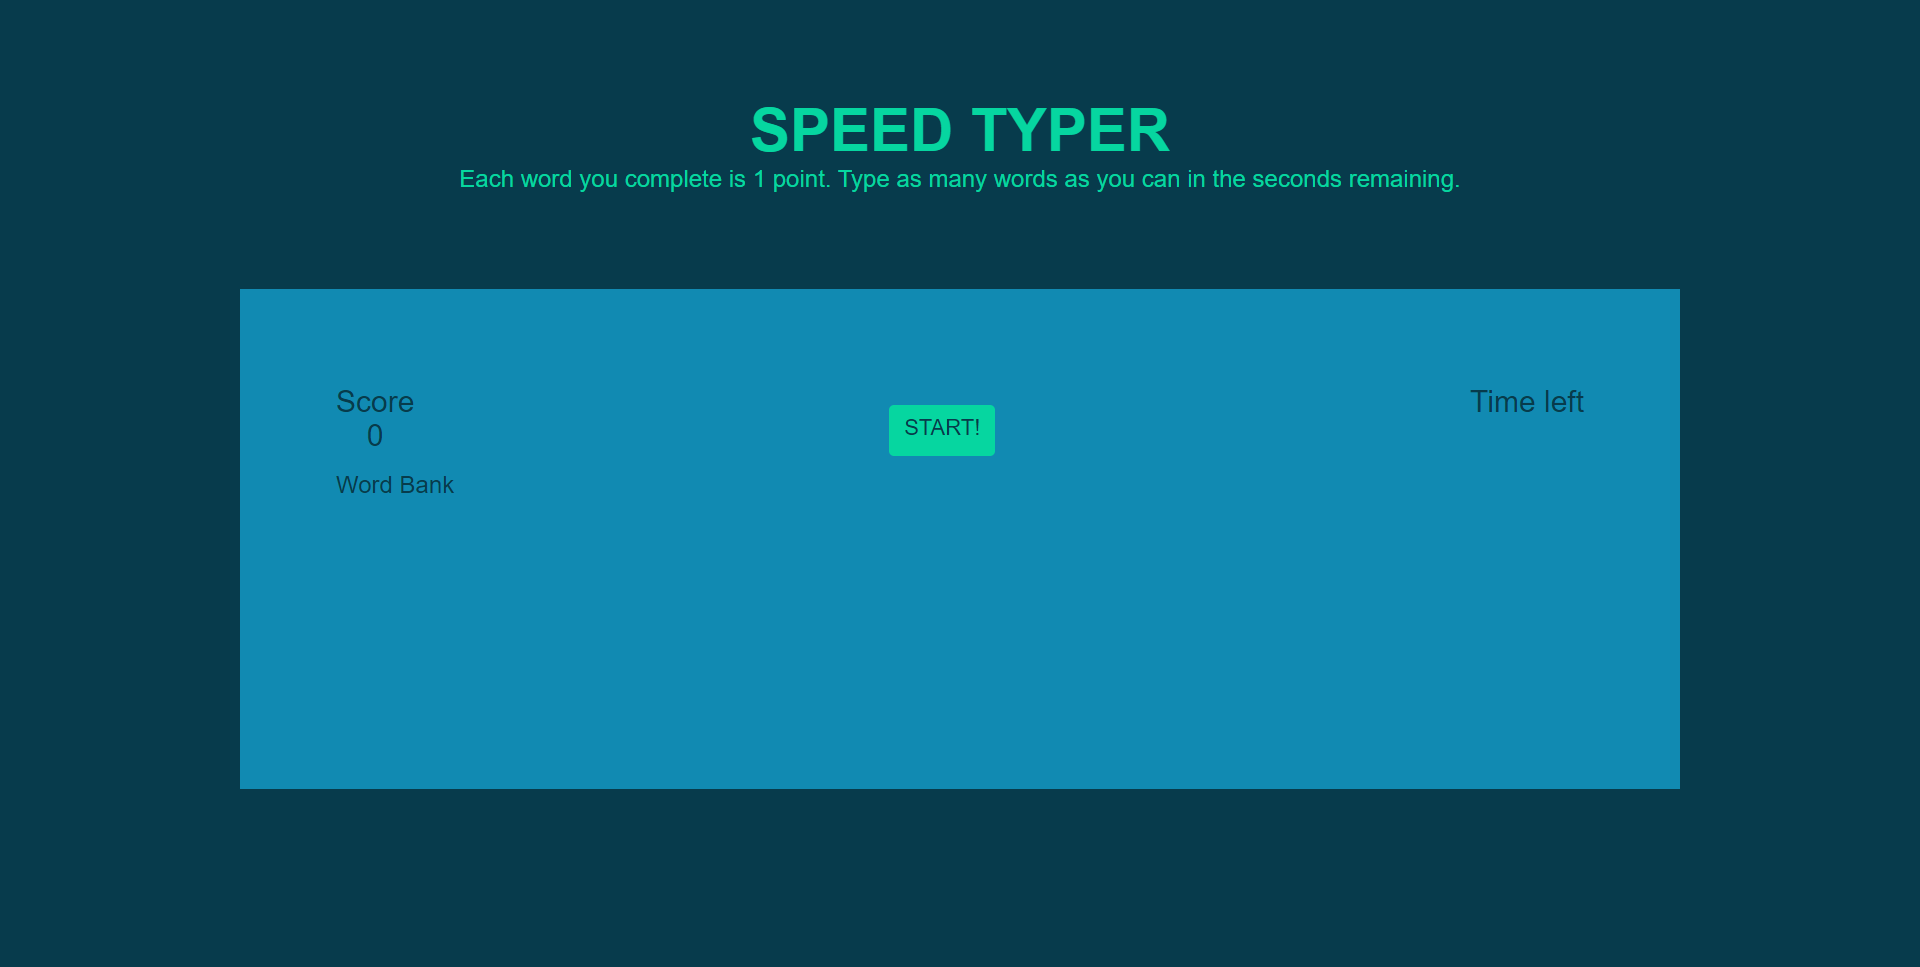 SPEED TYPER
Each word you complete is 1 point. Type as many words as you can in the seconds remaining.
Score
0
START!
Time left
Word Bank